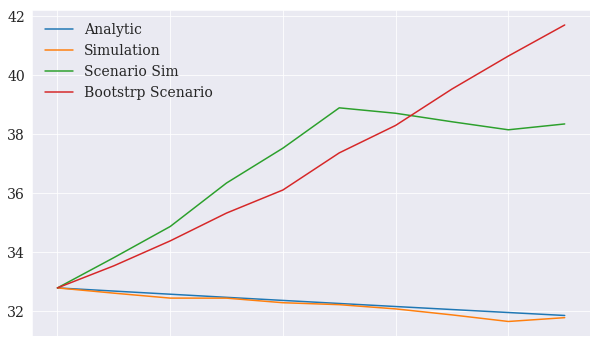 42
40
38
36
34
32
Analytic
Simulation
Scenario Sim
Bootstrp Scenario